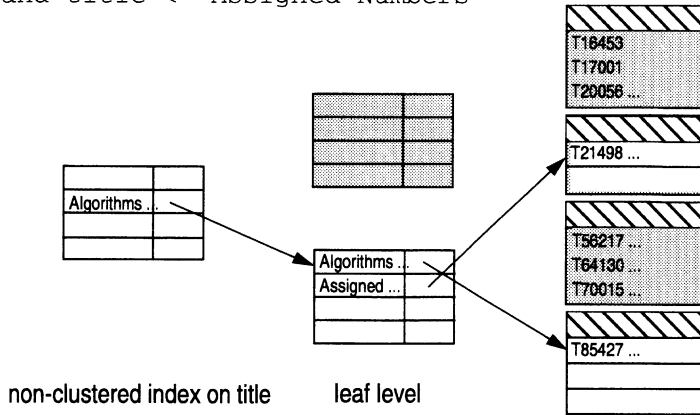 and title < "Assigned Numbers"
T16453
T17001
T20056 ...
T21498 ...
Algorithms ...
Algorithms ...
Assigned ...
T56217 ...
T64130 ...
T70015 ...
T85427 ...
non-clustered index on title
leaf level